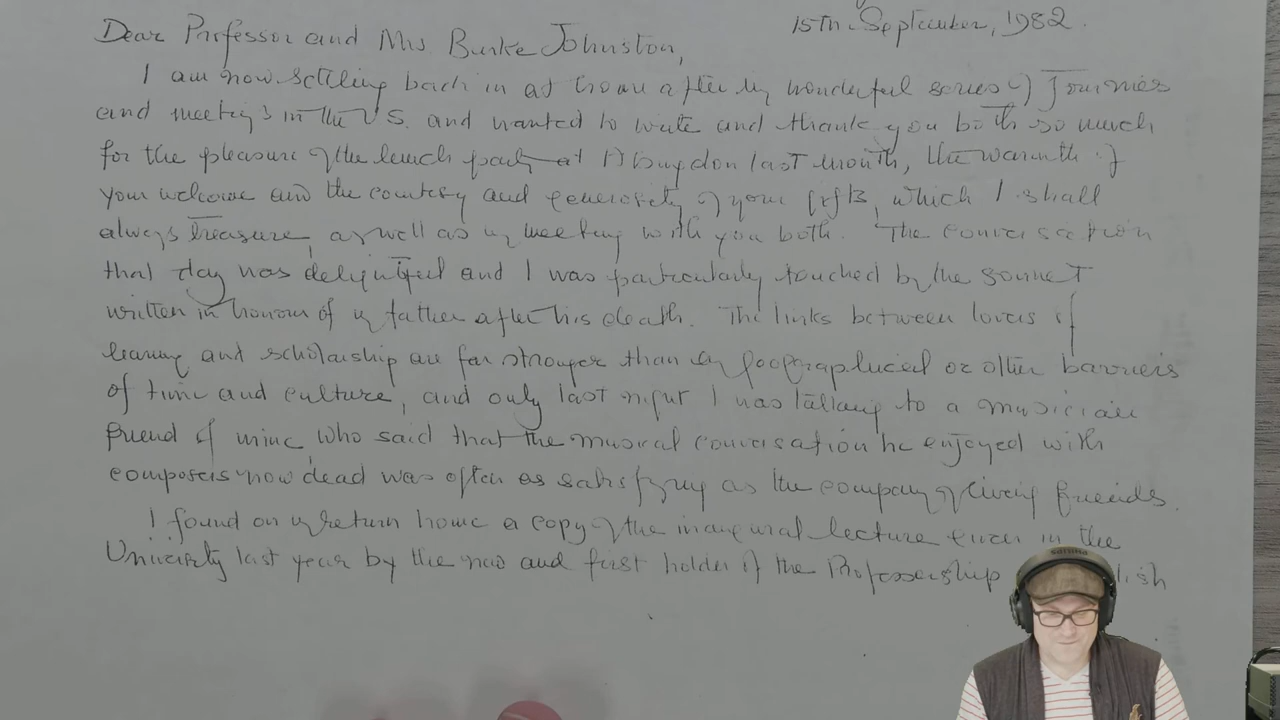 15th September, 1982.
Dear Professor and Mrs Burke Johnston,
I am now settling back in at home after my wonderful series of Journies
and meetings in the US. and wanted to write and thank you both so much
for the pleasure of the lunch party at Abingdon last month, the warmth of
your welcome and the courtesy and generosity of your gifts, which I shall
always treasure, as well as my meeting with you both. The conversation
that day was delightful and I was particularly touched by the sonnet
written in honour of my father after his death. The links between lovers of
learning and scholarship are far stronger than any geographical or other barriers
of time and culture, and only last night I was talking to a musician
friend of mine who said that the musical conversation he enjoyed with
composers now dead was often as satisfying as the company of living friends.
I found on my return home a copy of the inaugural lecture given in the
University last year by the new and first holder of the Professorship lish